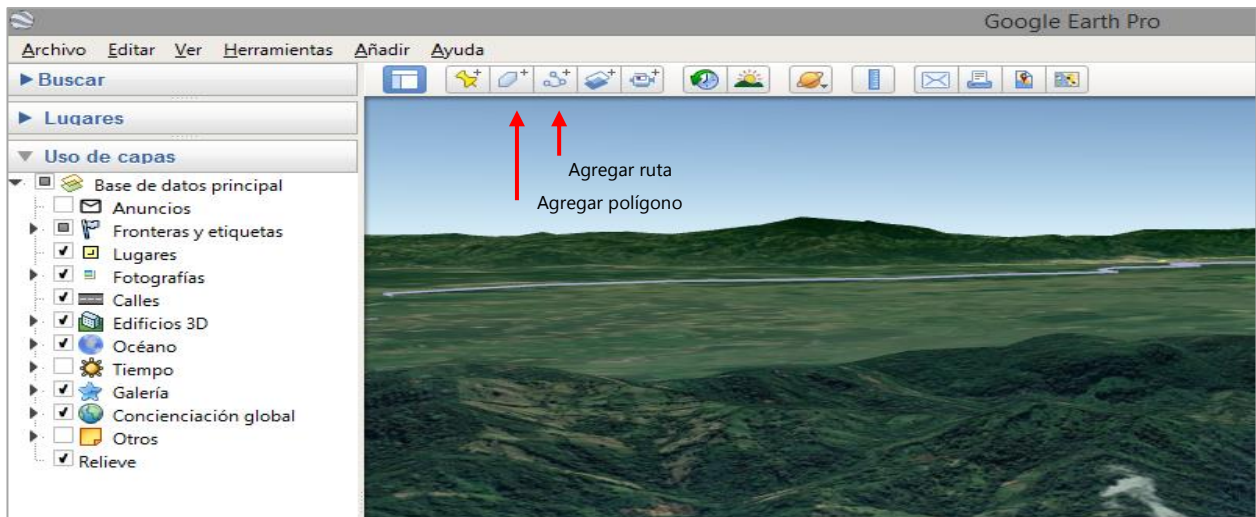 Google Earth Pro
Archivo Editar Ver Herramientas Añadir Ayuda
Buscar
Lugares
Uso de capas
Base de datos principal
Anuncios
Fronteras y etiquetas
Lugares
Fotografías
Calles
Edificios 3D
Océano
Tiempo
Galería
Concienciación global
Otros
Relieve
Agregar ruta
Agregar polígono